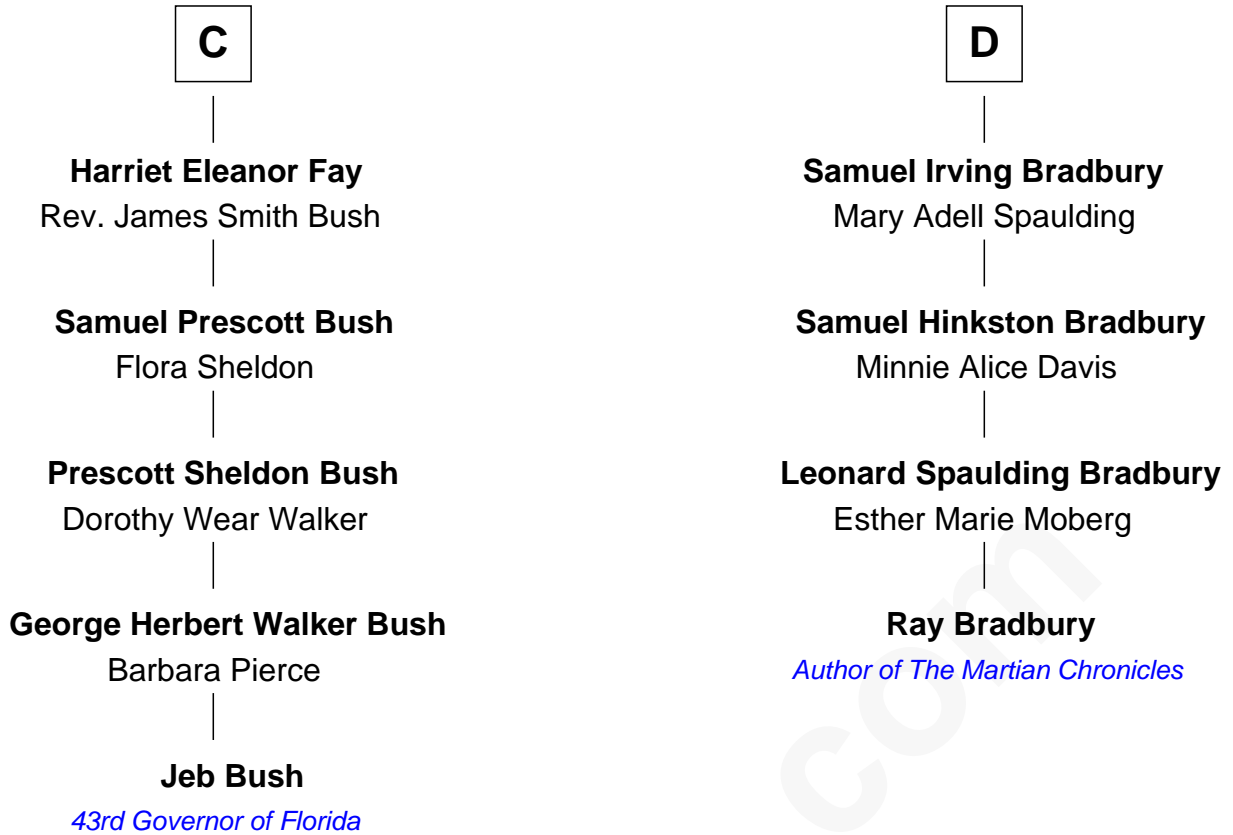 C
Harriet Eleanor Fay
Rev. James Smith Bush
Samuel Prescott Bush
Flora Sheldon
Prescott Sheldon Bush
Dorothy Wear Walker
George Herbert Walker Bush
Barbara Pierce
Jeb Bush
43rd Governor of Florida
D
Samuel Irving Bradbury
Mary Adell Spaulding
Samuel Hinkston Bradbury
Minnie Alice Davis
Leonard Spaulding Bradbury
Esther Marie Moberg
Ray Bradbury
Author of The Martian Chronicles
com